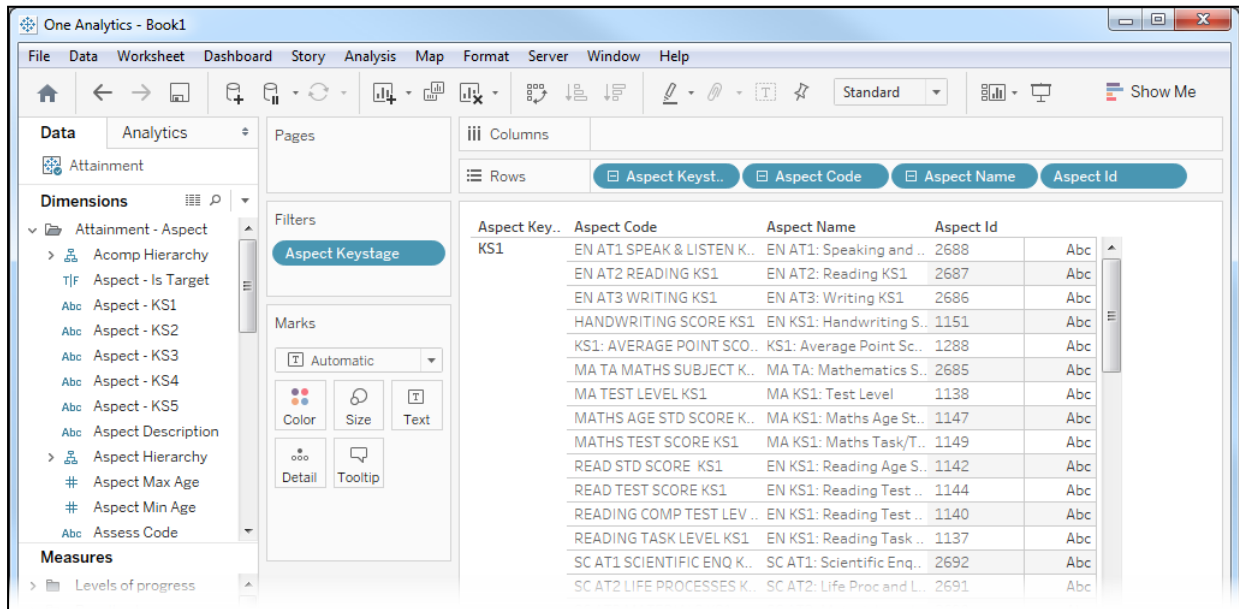 One Analytics - Book1
File Data Worksheet Dashboard Story Analysis Map Format Server Window Help
Standard Show Me
Data Analytics
Attainment
Dimensions
Attainment - Aspect
Acomp Hierarchy
T|F Aspect - Is Target
Abc Aspect - KS1
Abc Aspect - KS2
Abc Aspect - KS3
Abc Aspect - KS4
Abc Aspect - KS5
Abc Aspect Description
Aspect Hierarchy
# Aspect Max Age
# Aspect Min Age
Abc Assess Code
Measures
Levels of progress
Pages
Filters
Aspect Keystage
Marks
T Automatic
Color Size Text
Detail Tooltip
iii Columns
Rows Aspect Keyst.. Aspect Code Aspect Name Aspect Id
Aspect Key.. Aspect Code Aspect Name Aspect Id
KS1 EN AT1 SPEAK & LISTEN K.. EN AT1: Speaking and .. 2688 Abc
EN AT2 READING KS1 EN AT2: Reading KS1 2687 Abc
EN AT3 WRITING KS1 EN AT3: Writing KS1 2686 Abc
HANDWRITING SCORE KS1 EN KS1: Handwriting S.. 1151 Abc
KS1: AVERAGE POINT SCO.. KS1: Average Point Sc.. 1288 Abc
MA TA MATHS SUBJECT K.. MA TA: Mathematics S.. 2685 Abc
MA TEST LEVEL KS1 MA KS1: Test Level 1138 Abc
MATHS AGE STD SCORE K.. MA KS1: Maths Age St.. 1147 Abc
MATHS TEST SCORE KS1 MA KS1: Maths Task/T.. 1149 Abc
READ STD SCORE KS1 EN KS1: Reading Age S.. 1142 Abc
READ TEST SCORE KS1 EN KS1: Reading Test .. 1144 Abc
READING COMP TEST LEV .. EN KS1: Reading Test .. 1140 Abc
READING TASK LEVEL KS1 EN KS1: Reading Task .. 1137 Abc
SC AT1 SCIENTIFIC ENQ K.. SC AT1: Scientific Enq.. 2692 Abc
SC AT2 LIFE PROCESSES K.. SC AT2: Life Proc and L.. 2691 Abc